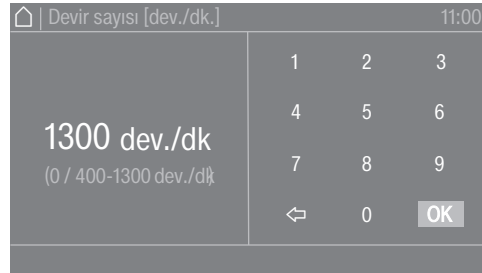 | Devir sayısı [dev./dk.] 11:00
1300 dev./dk
(0 / 400-1300 dev./dk)
1 2 3
4 5 6
7 8 9
0 OK